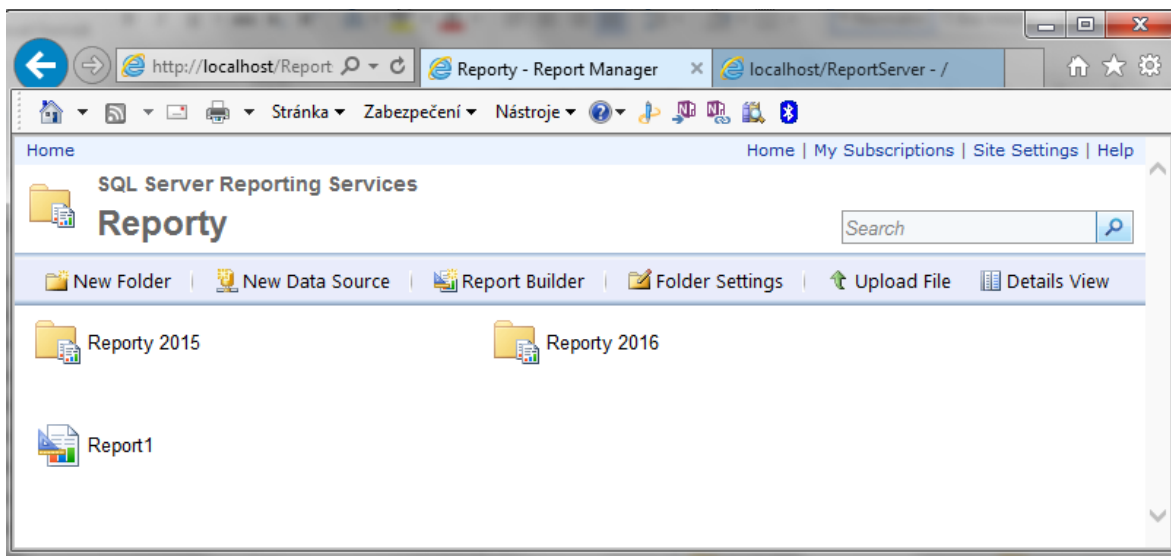 http://localhost/Report
Reporty - Report Manager
localhost/ReportServer - /
Stránka Zabezpečení Nástroje
Home
Home | My Subscriptions | Site Settings | Help
SQL Server Reporting Services
Reporty
Search
New Folder | New Data Source | Report Builder | Folder Settings | Upload File Details View
Reporty 2015 Reporty 2016
Report1